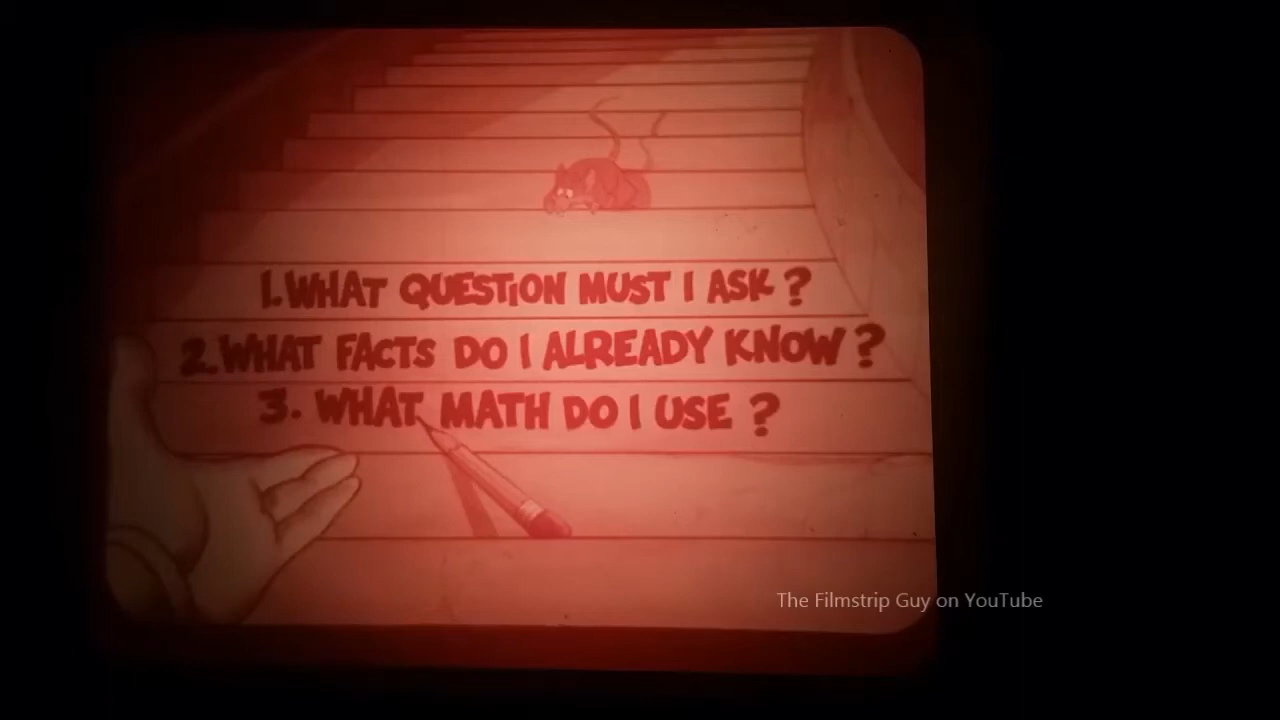 1. WHAT QUESTION MUST I ASK?
2. WHAT FACTS DO I ALREADY KNOW?
3. WHAT MATH DO I USE?
The Filmstrip Guy on YouTube